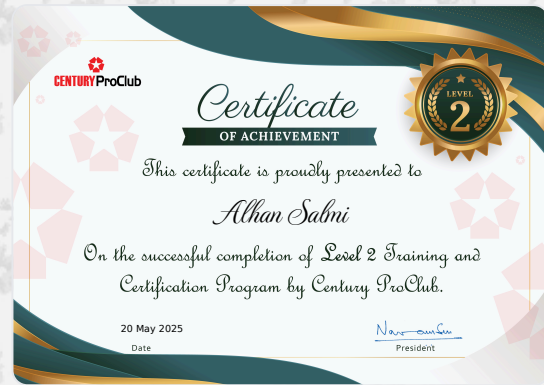 CENTURY ProClub
Certificate
OF ACHIEVEMENT
LEVEL
2
This certificate is proudly presented to
Alhan Salmi
On the successful completion of Level 2 Training and
Certification Program by Century ProClub.
20 May 2025
Date
President